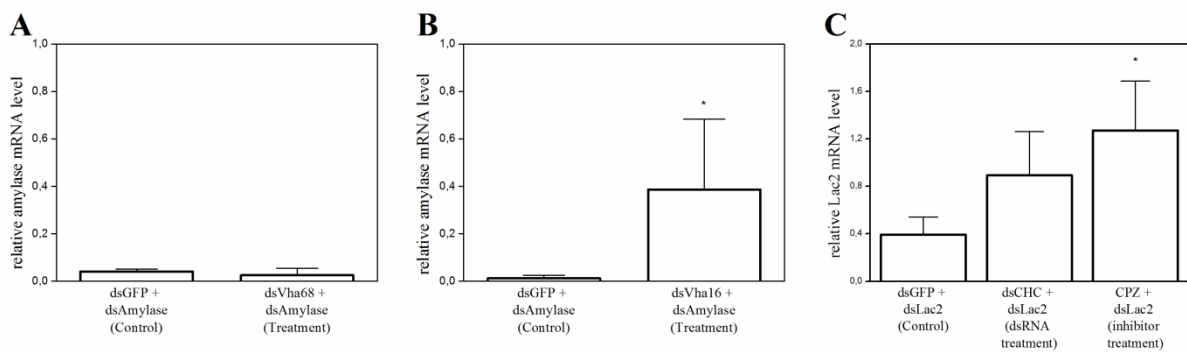 A
relative amylase mRNA level
1,0
0,8
0,6
0,4
0,2
0,0
dsGFP +
dsAmylase
(Control)
dsVha68 +
dsAmylase
(Treatment)
B
relative amylase mRNA level
1,0
0,8
0,6
0,4
0,2
0,0
*
dsGFP +
dsAmylase
(Control)
dsVha16 +
dsAmylase
(Treatment)
C
relative Lac2 mRNA level
2,0
1,6
1,2
0,8
0,4
0,0
*
dsGFP +
dsLac2
(Control)
dsCHC +
dsLac2
(dsRNA
treatment)
CPZ +
dsLac2
(inhibitor
treatment)